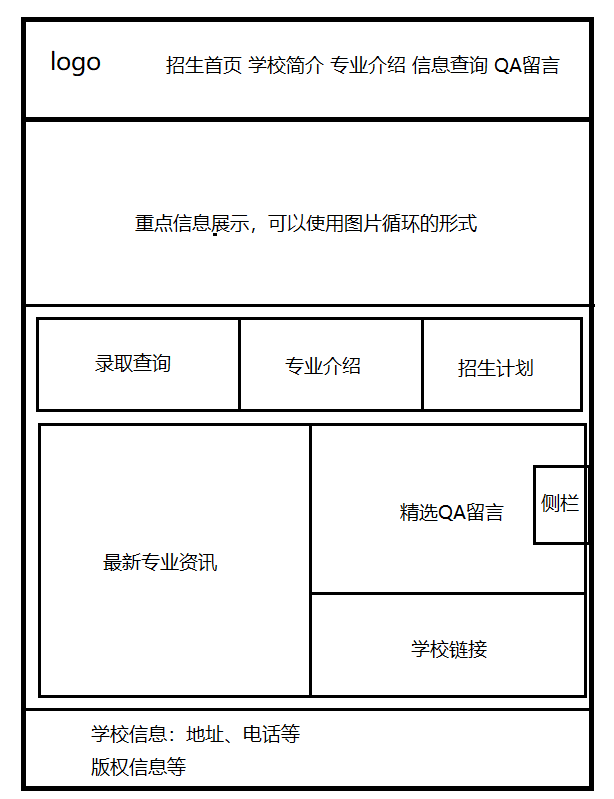 logo
招生首页 学校简介 专业介绍 信息查询 QA留言
重点信息展示，可以使用图片循环的形式
录取查询
专业介绍
招生计划
最新专业资讯
精选QA留言
侧栏
学校链接
学校信息：地址、电话等
版权信息等